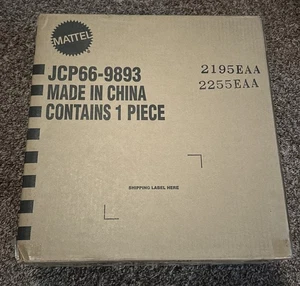 MATTEL
JCP66-9893
MADE IN CHINA
CONTAINS 1 PIECE
2195EAA
2255EAA
SHIPPING LABEL HERE